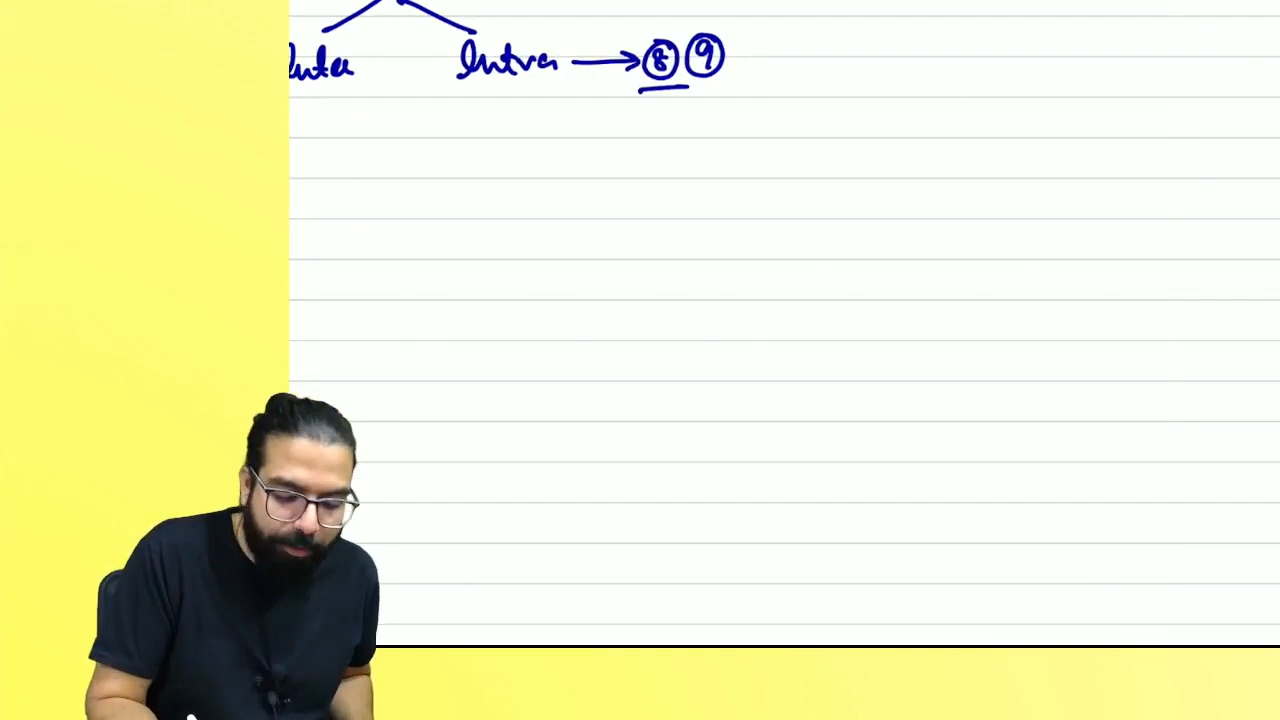 Inter Intra → ⑧ ⑨